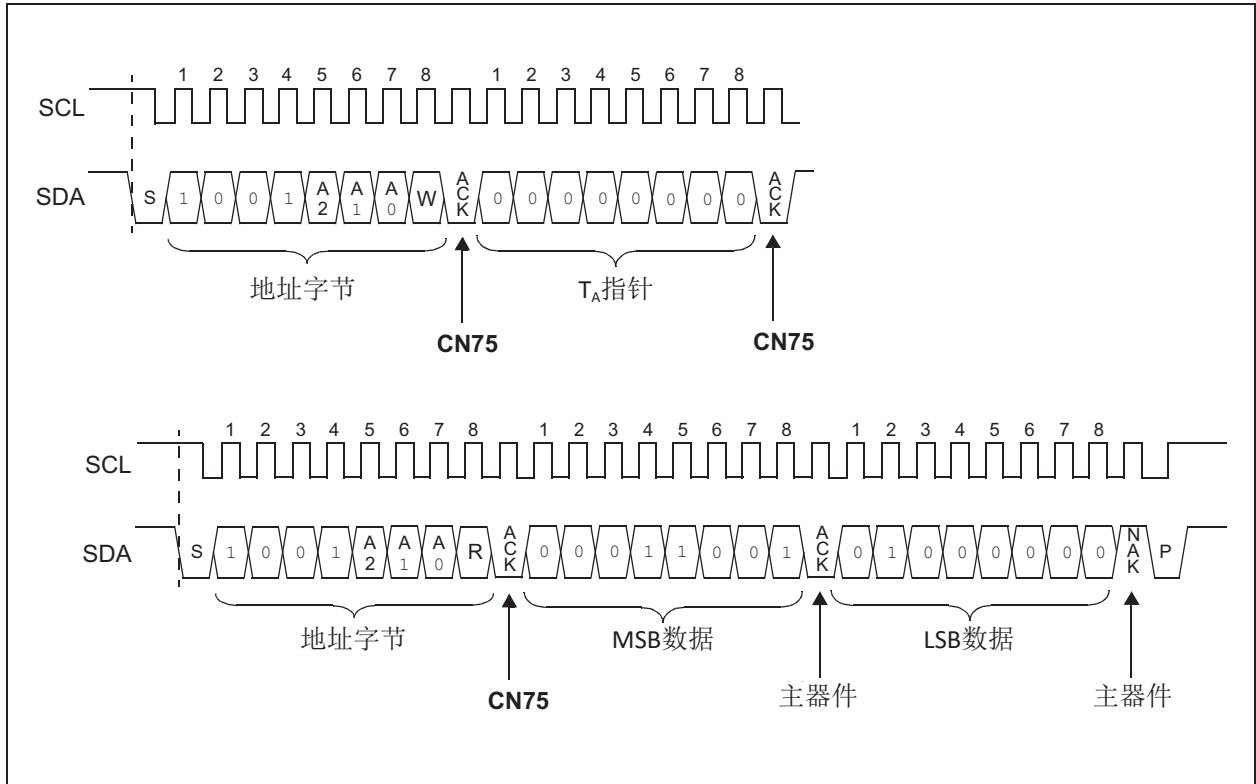 1 2 3 4 5 6 7 8 1 2 3 4 5 6 7 8
SCL
SDA S 1 0 0 1 A2 A1 A0 W ACK 0 0 0 0 0 0 0 0 ACK
地址字节 TA指针
CN75 CN75
1 2 3 4 5 6 7 8 1 2 3 4 5 6 7 8 1 2 3 4 5 6 7 8
SCL
SDA S 1 0 0 1 A2 A1 A0 R ACK 0 0 0 1 1 0 0 1 ACK 0 1 0 0 0 0 0 0 NAK P
地址字节 MSB数据 LSB数据
CN75 主器件 主器件